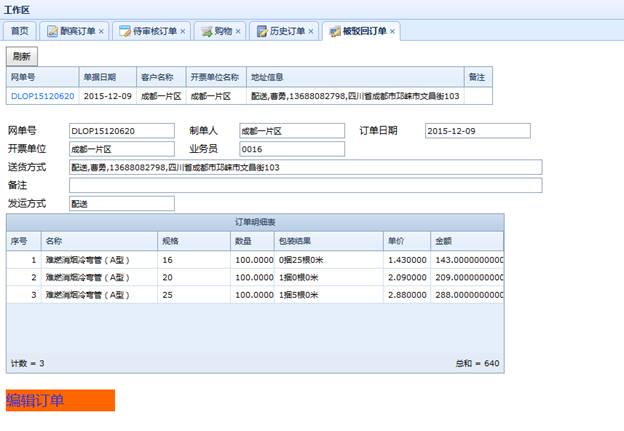 工作区
首页 酬宾订单 × 待审核订单 × 购物 × 历史订单 × 被驳回订单 ×
刷新
网单号 单据日期 客户名称 开票单位名称 地址信息 备注
DLOP15120620 2015-12-09 成都一片区 成都一片区 配送,曹勇,13688082798,四川省成都市邛崃市文昌街103
网单号 DLOP15120620 制单人 成都一片区 订单日期 2015-12-09
开票单位 成都一片区 业务员 0016
送货方式 配送,曹勇,13688082798,四川省成都市邛崃市文昌街103
备注
发运方式 配送
订单明细表
序号 名称 规格 数量 包装结果 单价 金额
1 难燃消烟冷弯管(A型) 16 100.0000 0捆25根0米 1.430000 143.0000000000
2 难燃消烟冷弯管(A型) 20 100.0000 1捆0根0米 2.090000 209.0000000000
3 难燃消烟冷弯管(A型) 25 100.0000 1捆5根0米 2.880000 288.0000000000
计数 = 3 总和 = 640
编辑订单